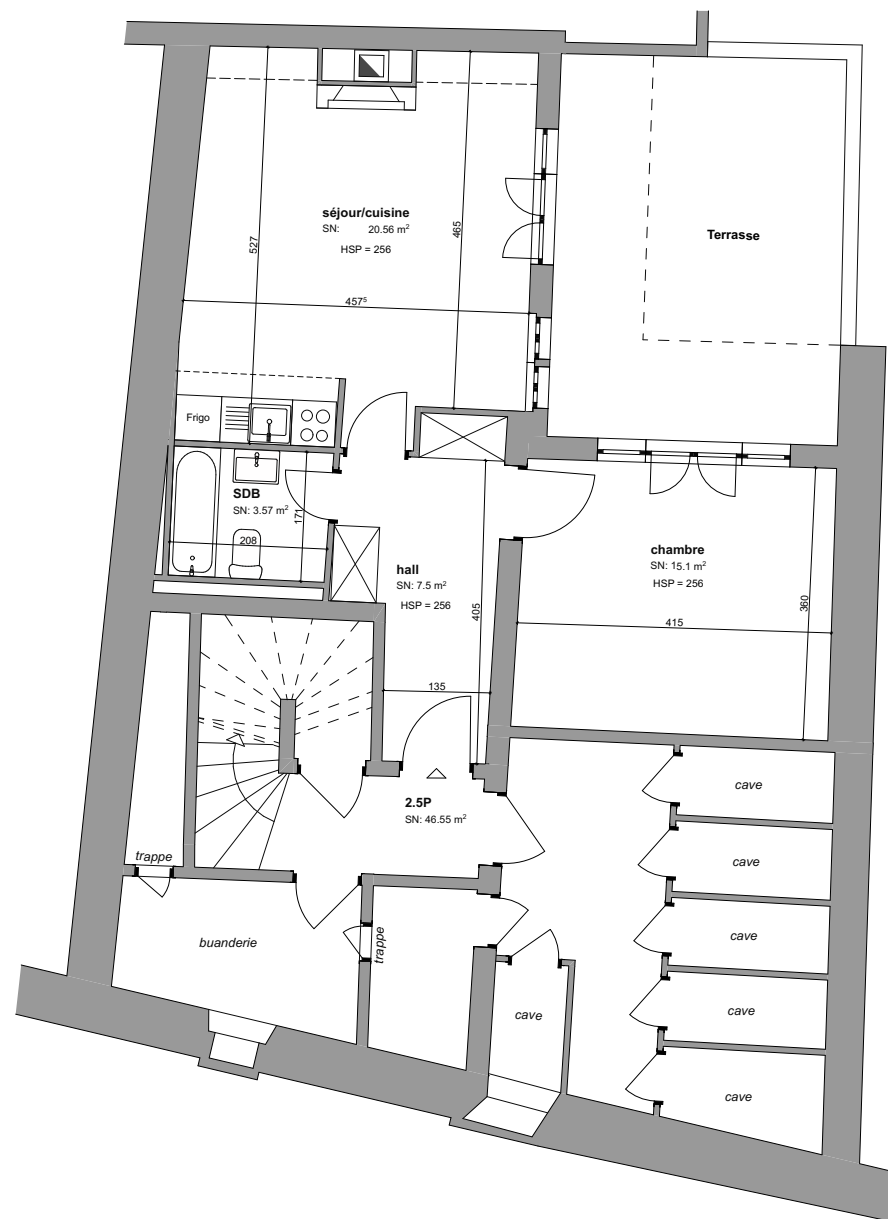 séjour/cuisine
SN: 20.56 m²
HSP = 256
527
465
457⁵
Terrasse
Frigo
SDB
SN: 3.57 m²
171
208
hall
SN: 7.5 m²
HSP = 256
405
135
chambre
SN: 15.1 m²
HSP = 256
360
415
2.5P
SN: 46.55 m²
cave
cave
cave
cave
cave
cave
trappe
trappe
buanderie